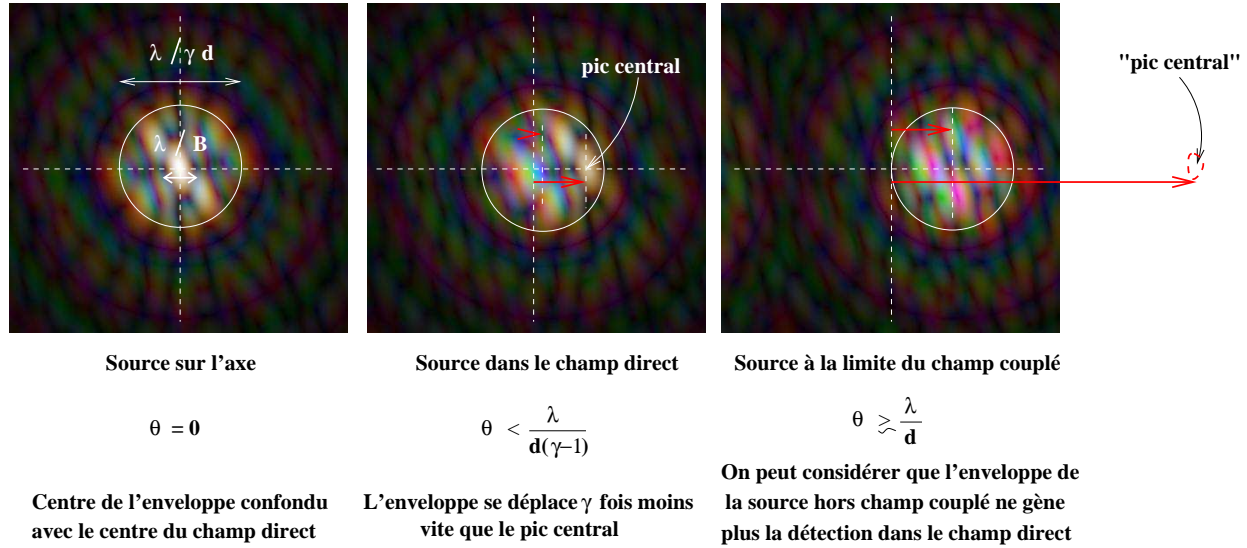 λ / γ d
λ / B
pic central
"pic central"
Source sur l'axe
θ = 0
Centre de l'enveloppe confondu
avec le centre du champ direct
Source dans le champ direct
θ < λ / d(γ−1)
L'enveloppe se déplace γ fois moins
vite que le pic central
Source à la limite du champ couplé
θ ≳ λ / d
On peut considérer que l'enveloppe de
la source hors champ couplé ne gène
plus la détection dans le champ direct